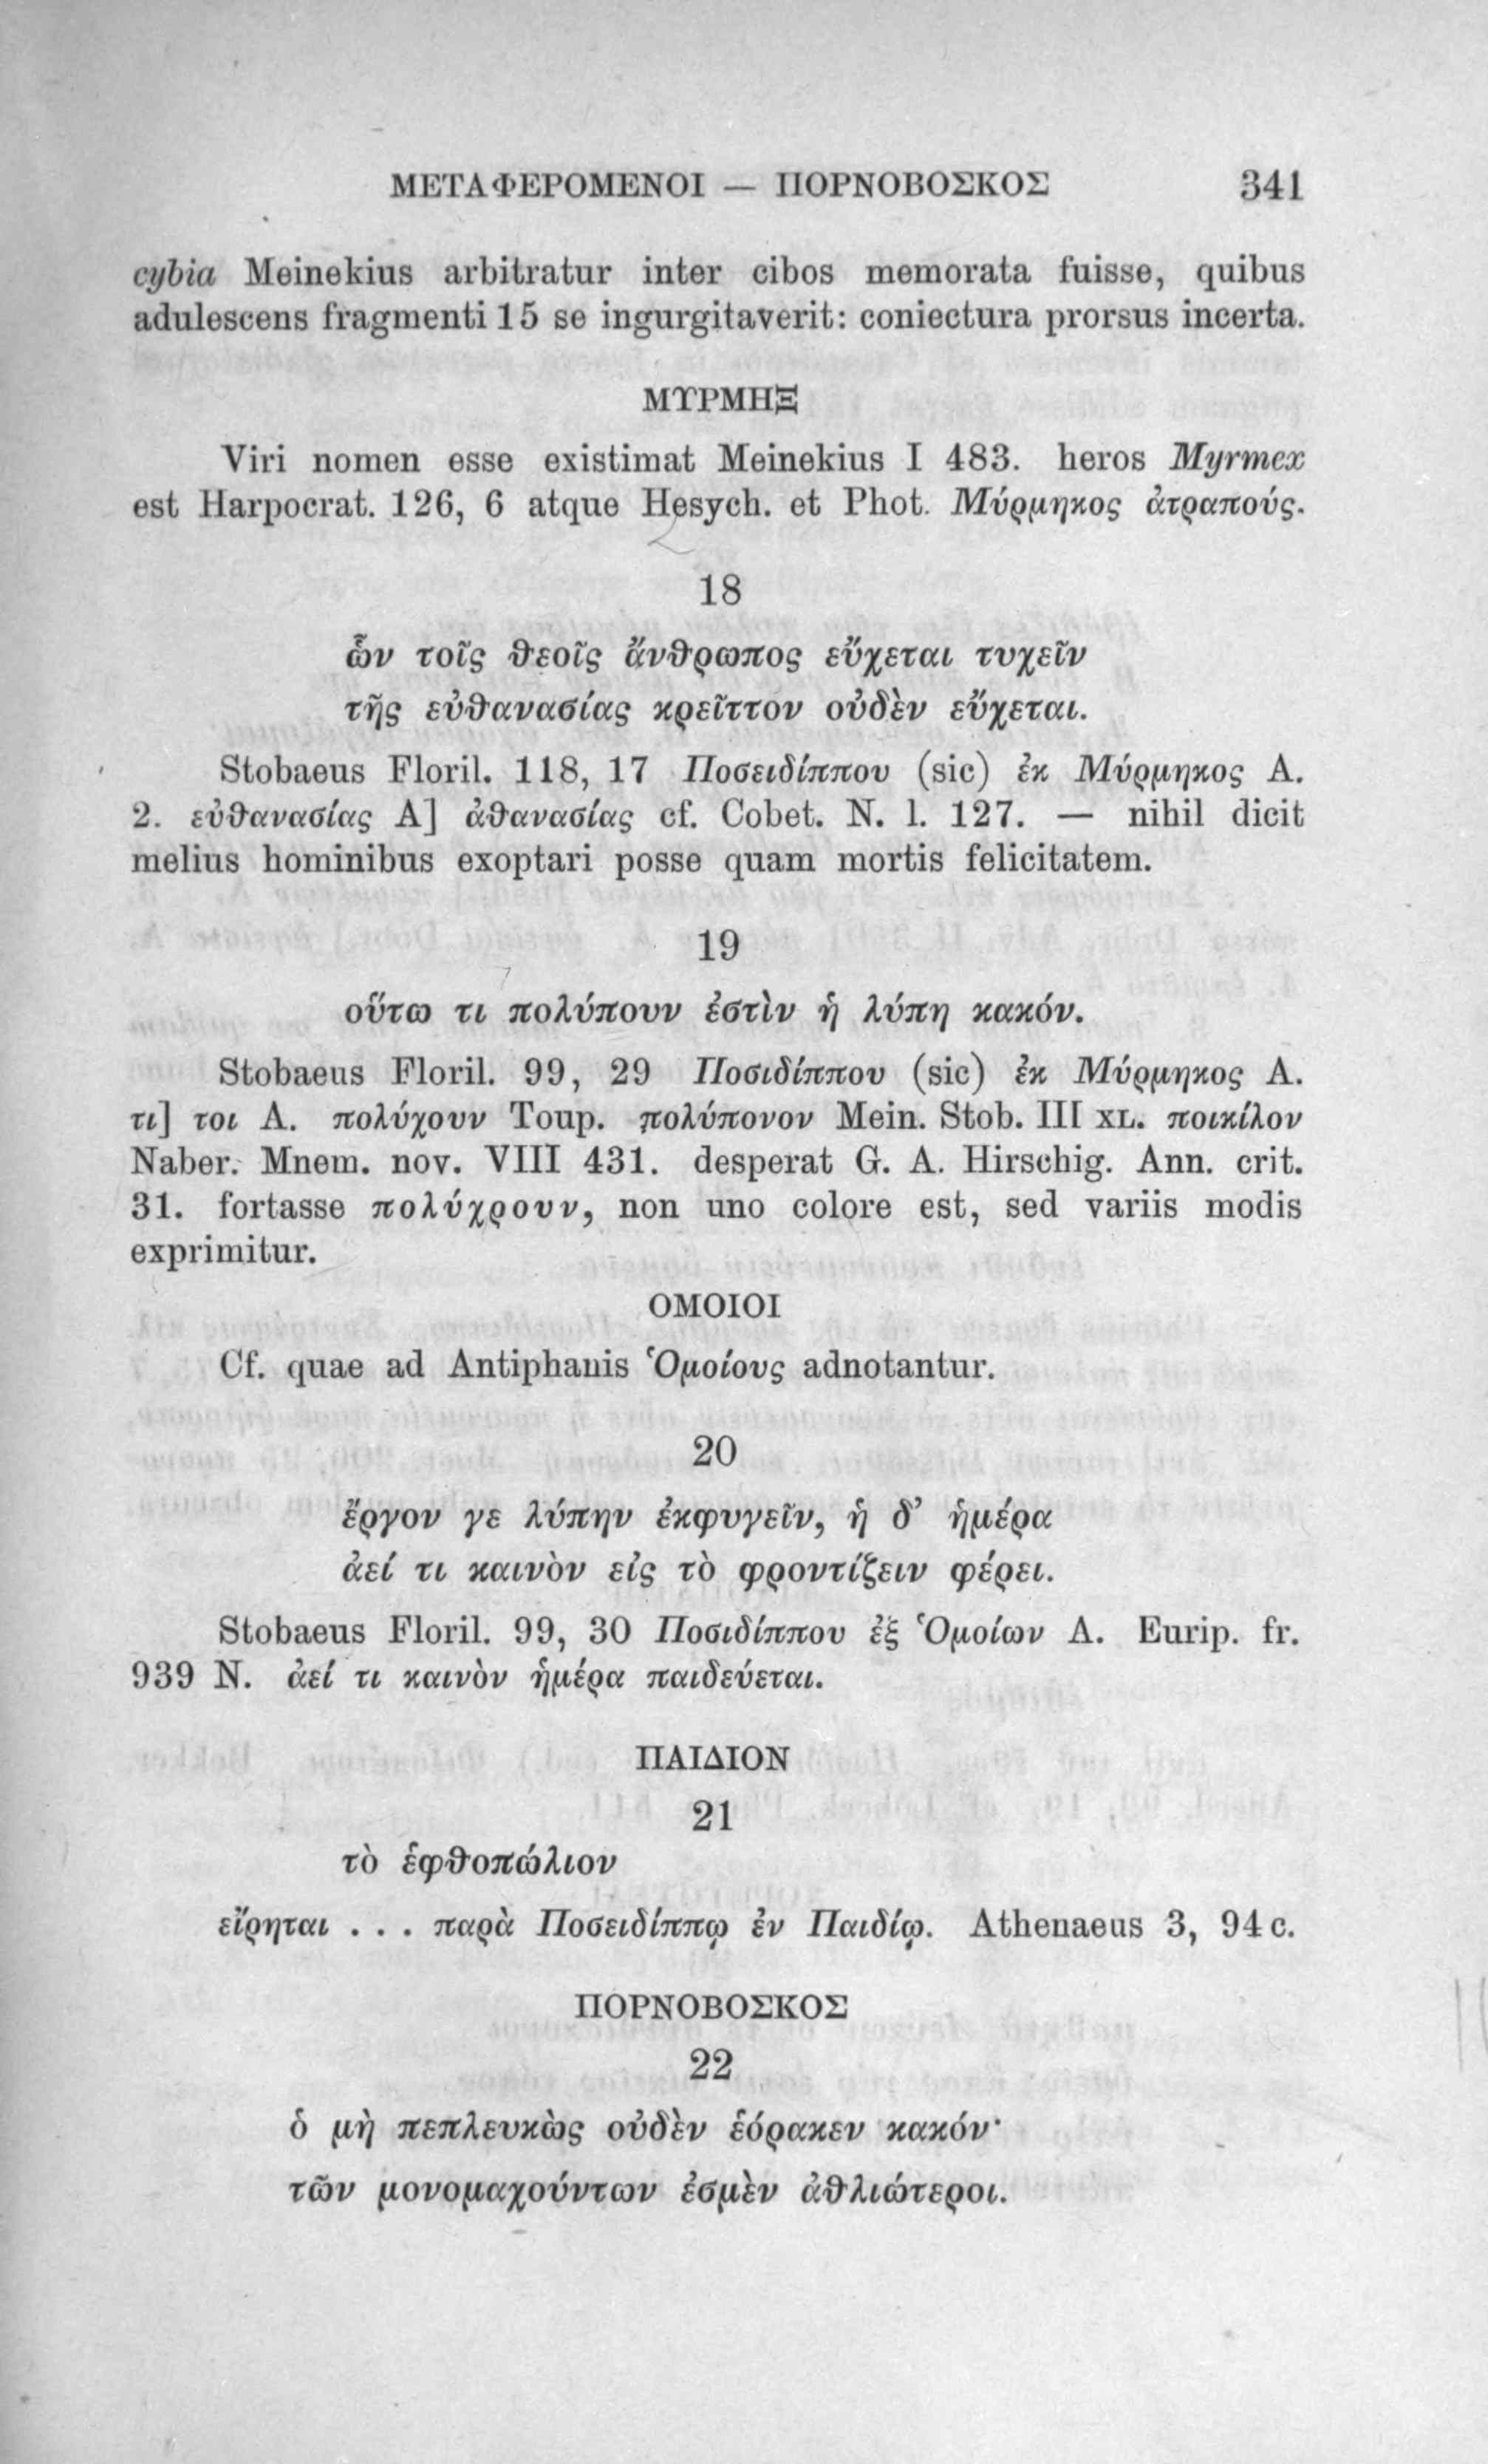 ΜΕΤΑΦΕΡΟΜΕΝΟΙ — ΠΟΡΝΟΒΟΣΚΟΣ 341
cybia Meinekius arbitratur inter cibos memorata fuisse, quibus
adulescens fragmenti 15 se ingurgitaverit: coniectura prorsus incerta.
ΜΥΡΜΗΞ
Viri nomen esse existimat Meinekius I 483. heros Myrmex
est Harpocrat. 126, 6 atque Hesych. et Phot. Μύρμηκος ἀτραπούς.
18
ὧν τοῖς θεοῖς ἄνθρωπος εὔχεται τυχεῖν
τῆς εὐθανασίας κρεῖττον οὐδὲν εὔχεται.
Stobaeus Floril. 118, 17 Ποσειδίππου (sic) ἐκ Μύρμηκος A.
2. εὐθανασίας A] ἀθανασίας cf. Cobet. N. l. 127. — nihil dicit
melius hominibus exoptari posse quam mortis felicitatem.
19
οὕτω τι πολύπουν ἐστὶν ἡ λύπη κακόν.
Stobaeus Floril. 99, 29 Ποσιδίππου (sic) ἐκ Μύρμηκος A.
τι] τοι A. πολύχουν Toup. πολύπονον Mein. Stob. III XL. ποικίλον
Naber. Mnem. nov. VIII 431. desperat G. A. Hirschig. Ann. crit.
31. fortasse πολύχρουν, non uno colore est, sed variis modis
exprimitur.
ΟΜΟΙΟΙ
Cf. quae ad Antiphanis Ὁμοίους adnotantur.
20
ἔργον γε λύπην ἐκφυγεῖν, ἡ δ’ ἡμέρα
ἀεί τι καινὸν εἰς τὸ φροντίζειν φέρει.
Stobaeus Floril. 99, 30 Ποσιδίππου ἐξ Ὁμοίων A. Eurip. fr.
939 N. ἀεί τι καινὸν ἡμέρα παιδεύεται.
ΠΑΙΔΙΟΝ
21
τὸ ἑφθοπώλιον
εἴρηται . . . παρὰ Ποσειδίππῳ ἐν Παιδίῳ. Athenaeus 3, 94 c.
ΠΟΡΝΟΒΟΣΚΟΣ
22
ὁ μὴ πεπλευκὼς οὐδὲν ἑόρακεν κακόν·
τῶν μονομαχούντων ἐσμὲν ἀθλιώτεροι.